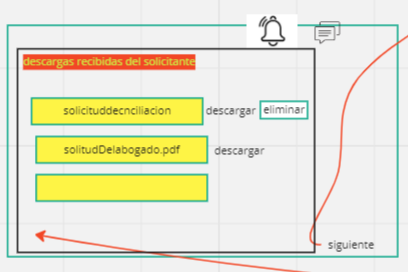 descargas recibidas del solicitante
solicituddecnciliacion descargar eliminar
solitudDelabogado.pdf descargar
siguiente